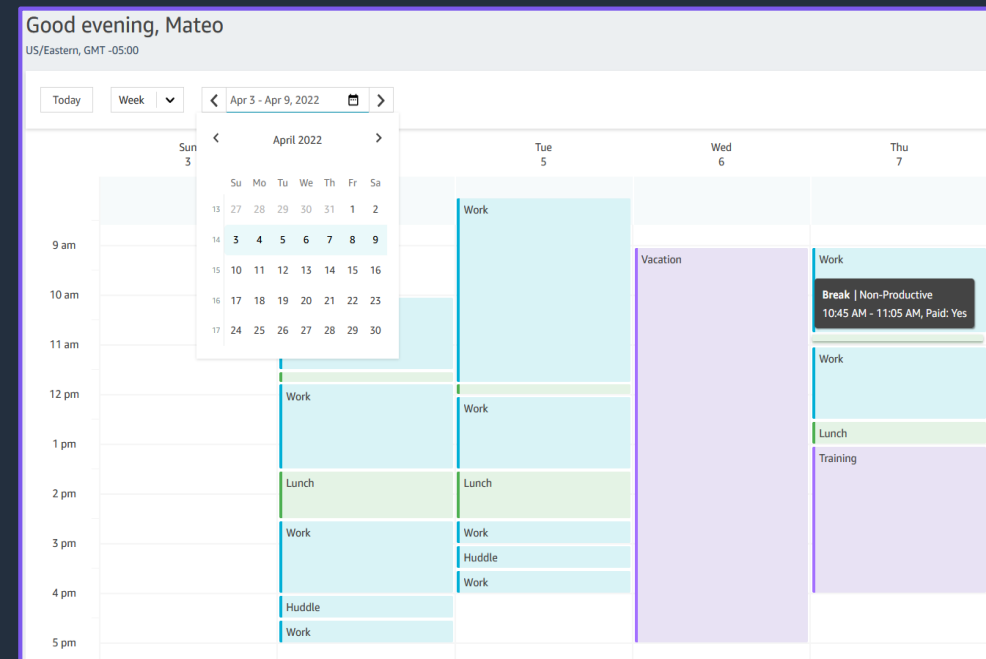 Good evening, Mateo
US/Eastern, GMT -05:00
Today
Week
Apr 3 - Apr 9, 2022
April 2022
Su Mo Tu We Th Fr Sa
13 27 28 29 30 31 1 2
14 3 4 5 6 7 8 9
15 10 11 12 13 14 15 16
16 17 18 19 20 21 22 23
17 24 25 26 27 28 29 30
Sun Tue Wed Thu
3 5 6 7
Work
9 am
Vacation
Work
10 am
Break | Non-Productive
10:45 AM - 11:05 AM, Paid: Yes
11 am
Work
12 pm
Work
Work
1 pm
Lunch
Training
Lunch
Lunch
2 pm
Work
Work
3 pm
Huddle
Work
4 pm
Huddle
Work
5 pm